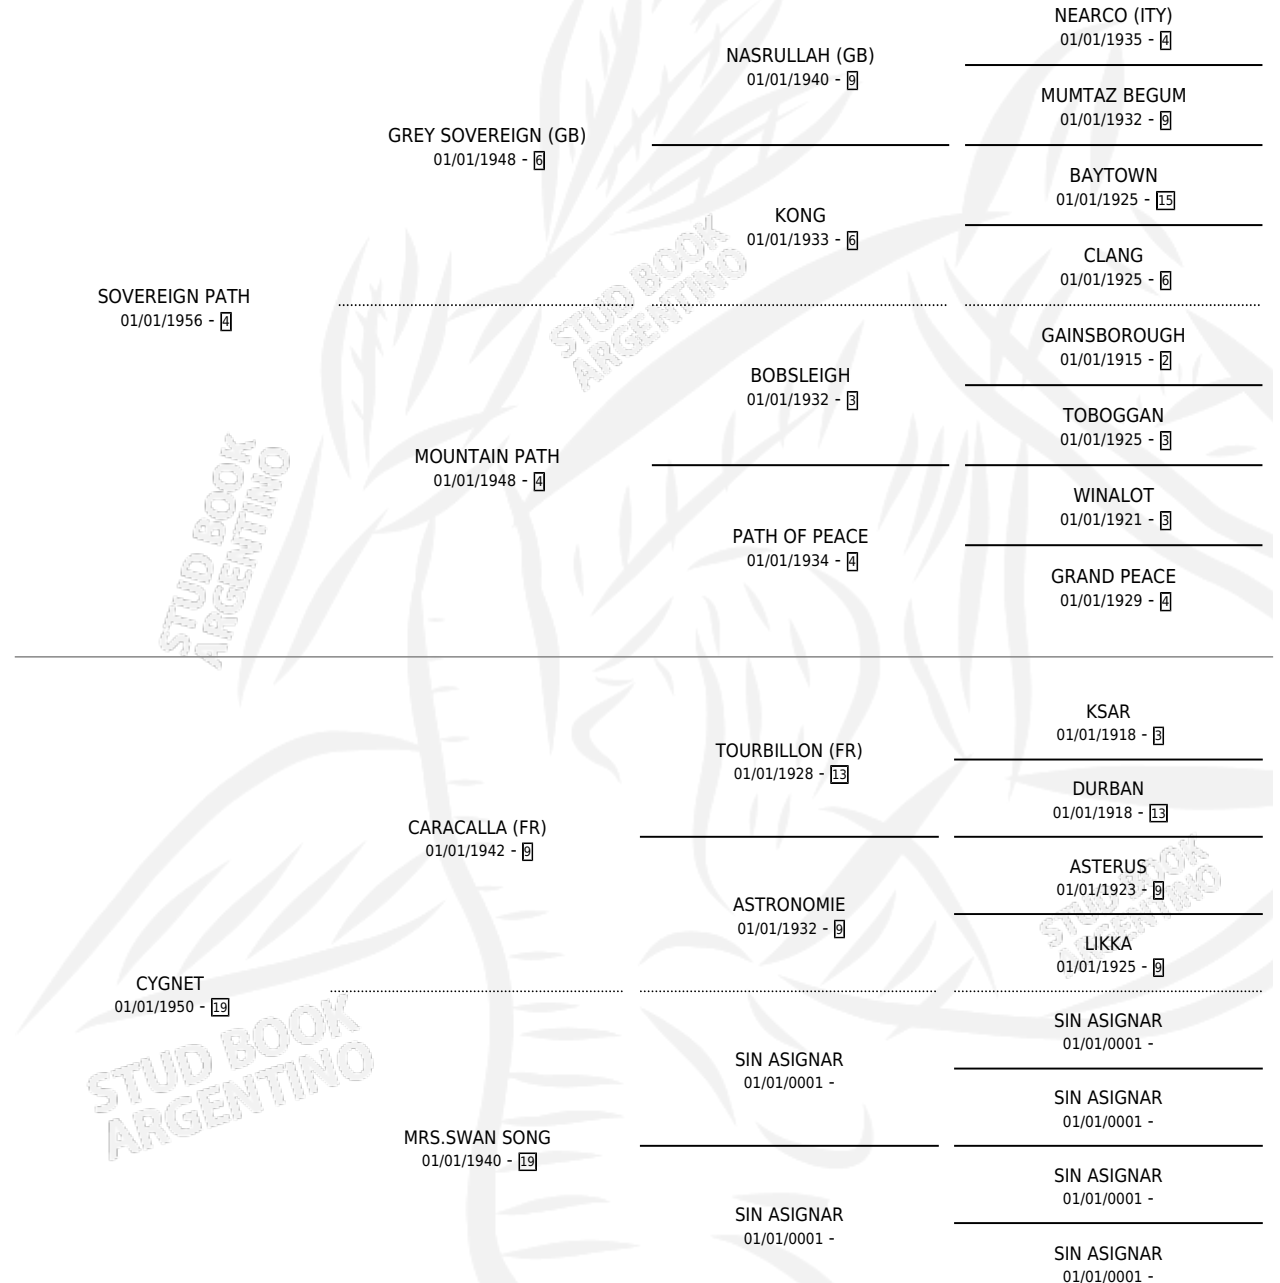 NEARCO (ITY)
01/01/1935 - 4
NASRULLAH (GB)
01/01/1940 - 9
MUMTAZ BEGUM
01/01/1932 - 9
GREY SOVEREIGN (GB)
01/01/1948 - 6
BAYTOWN
01/01/1925 - 15
KONG
01/01/1933 - 6
CLANG
01/01/1925 - 6
SOVEREIGN PATH
01/01/1956 - 4
GAINSBOROUGH
01/01/1915 - 2
BOBSLEIGH
01/01/1932 - 3
TOBOGGAN
01/01/1925 - 3
MOUNTAIN PATH
01/01/1948 - 4
WINALOT
01/01/1921 - 3
PATH OF PEACE
01/01/1934 - 4
GRAND PEACE
01/01/1929 - 4
KSAR
01/01/1918 - 3
TOURBILLON (FR)
01/01/1928 - 13
DURBAN
01/01/1918 - 13
CARACALLA (FR)
01/01/1942 - 9
ASTERUS
01/01/1923 - 9
ASTRONOMIE
01/01/1932 - 9
LIKKA
01/01/1925 - 9
CYGNET
01/01/1950 - 19
SIN ASIGNAR
01/01/0001 -
SIN ASIGNAR
01/01/0001 -
SIN ASIGNAR
01/01/0001 -
MRS.SWAN SONG
01/01/1940 - 19
SIN ASIGNAR
01/01/0001 -
SIN ASIGNAR
01/01/0001 -
SIN ASIGNAR
01/01/0001 -
STUD BOOK
ARGENTINO
STUD BOOK
ARGENTINO
STUD BOOK
ARGENTINO
STUD BOOK
ARGENTINO